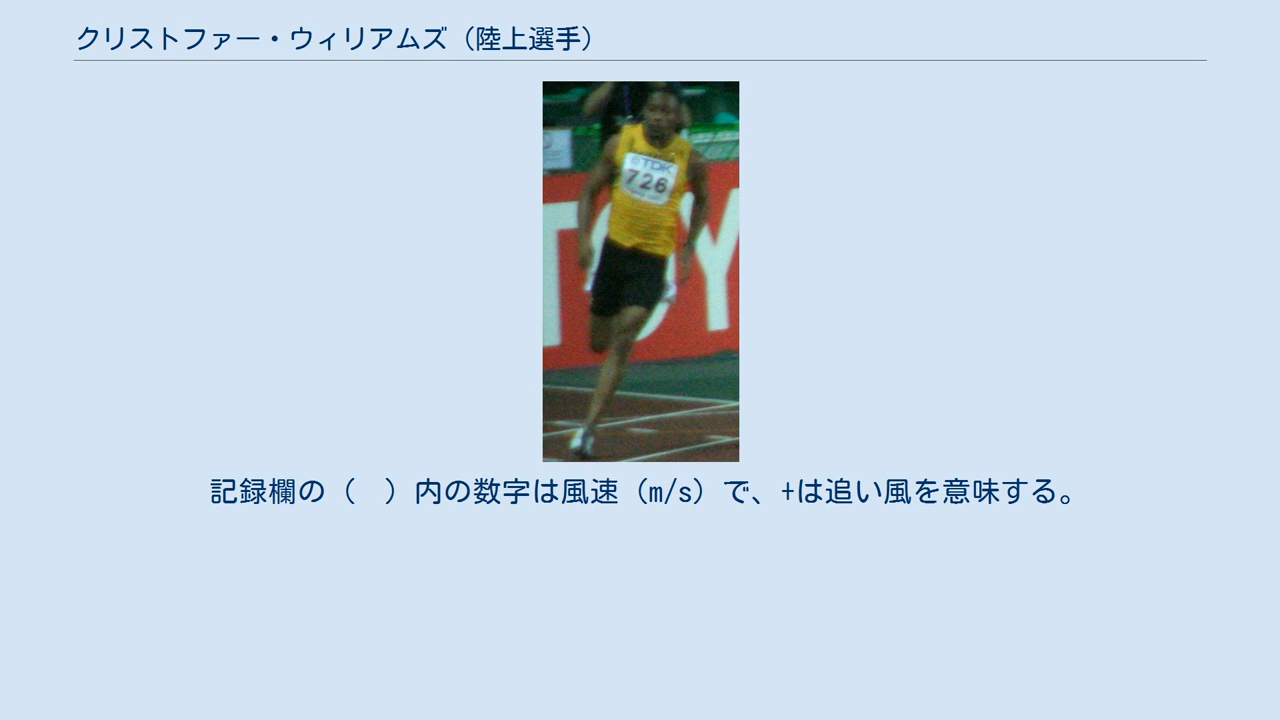 クリストファー・ウィリアムズ（陸上選手）
TDK
726
TOY
記録欄の（　）内の数字は風速（m/s）で、+は追い風を意味する。